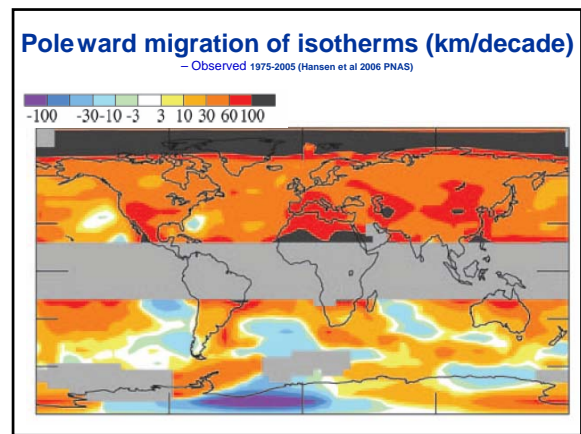 Poleward migration of isotherms (km/decade)
– Observed 1975-2005 (Hansen et al 2006 PNAS)
-100 -30 -10 -3 3 10 30 60 100